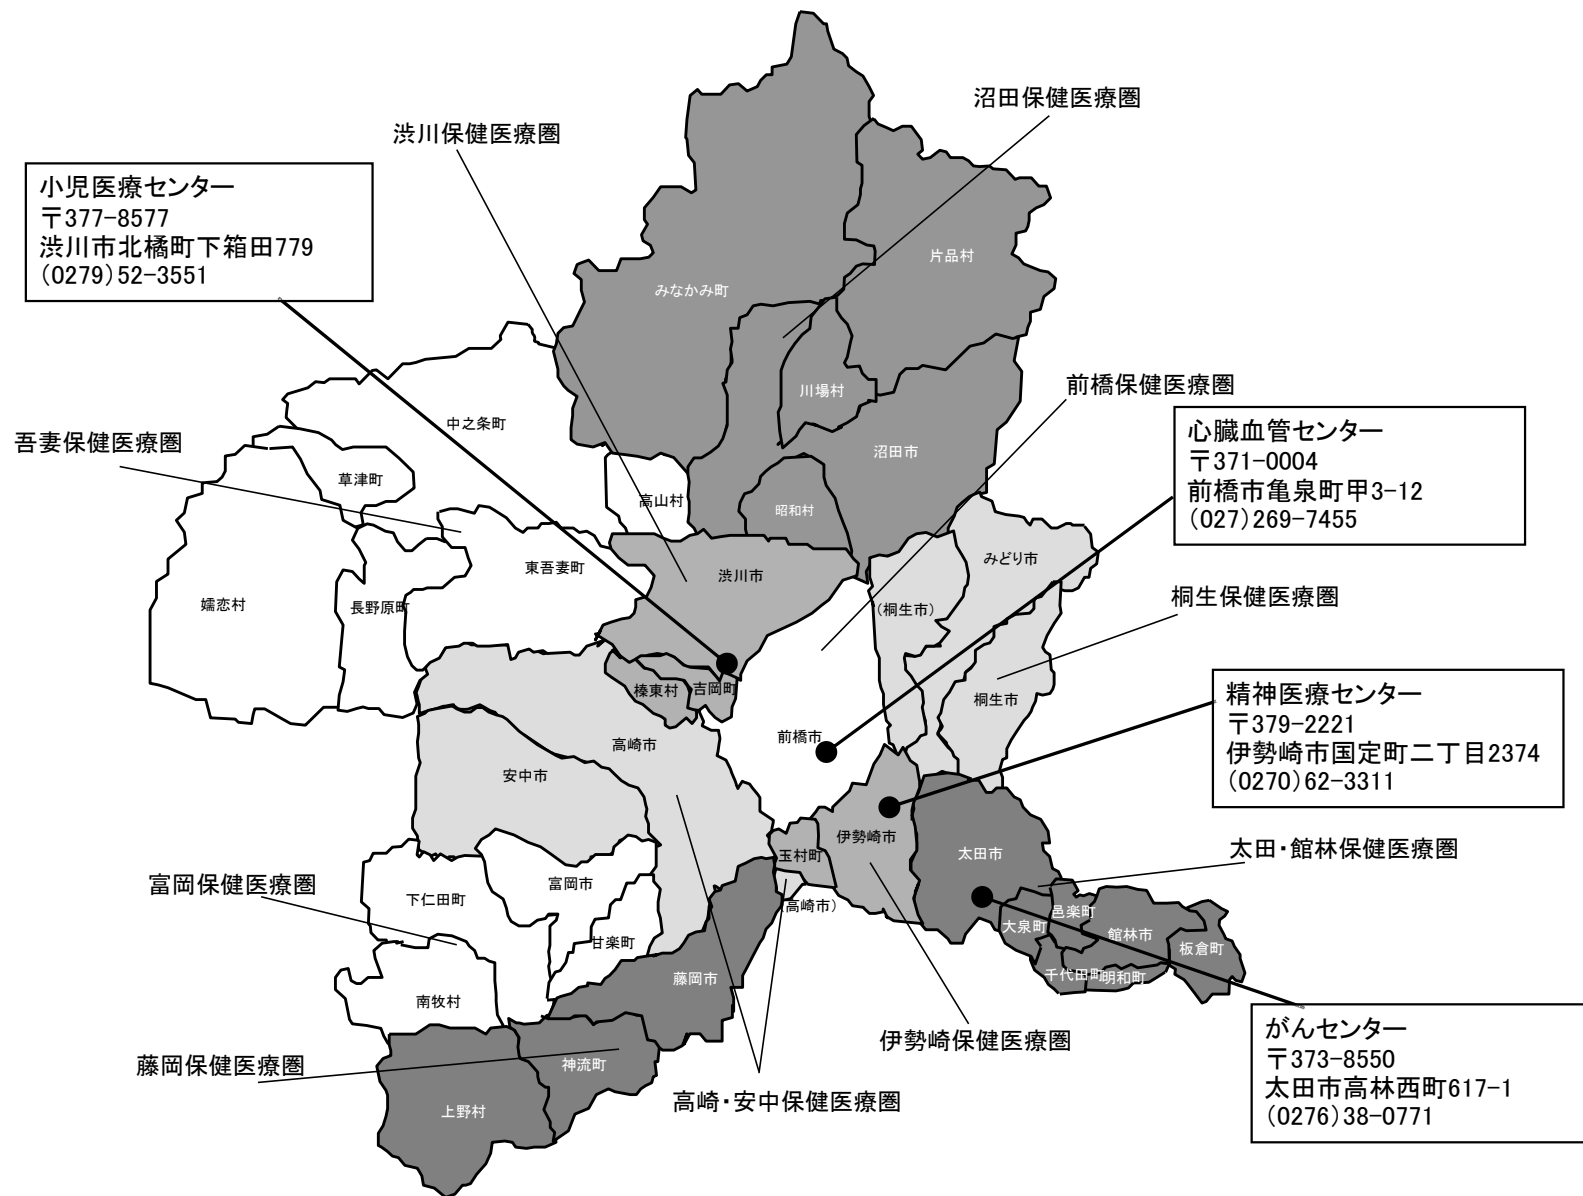 沼田保健医療圏
渋川保健医療圏
小児医療センター
〒377-8577
渋川市北橘町下箱田779
(0279)52-3551
片品村
みなかみ町
川場村
前橋保健医療圏
中之条町
吾妻保健医療圏
心臓血管センター
〒371-0004
前橋市亀泉町甲3-12
(027)269-7455
沼田市
草津町
高山村
昭和村
みどり市
東吾妻町
渋川市
嬬恋村
長野原町
(桐生市)
桐生保健医療圏
榛東村
吉岡町
桐生市
精神医療センター
〒379-2221
伊勢崎市国定町二丁目2374
(0270)62-3311
前橋市
高崎市
安中市
伊勢崎市
玉村町
太田市
太田・館林保健医療圏
富岡保健医療圏
富岡市
下仁田町
高崎市)
邑楽町
大泉町
館林市
板倉町
甘楽町
藤岡市
千代田町
明和町
南牧村
伊勢崎保健医療圏
がんセンター
〒373-8550
太田市高林西町617-1
(0276)38-0771
藤岡保健医療圏
神流町
高崎・安中保健医療圏
上野村